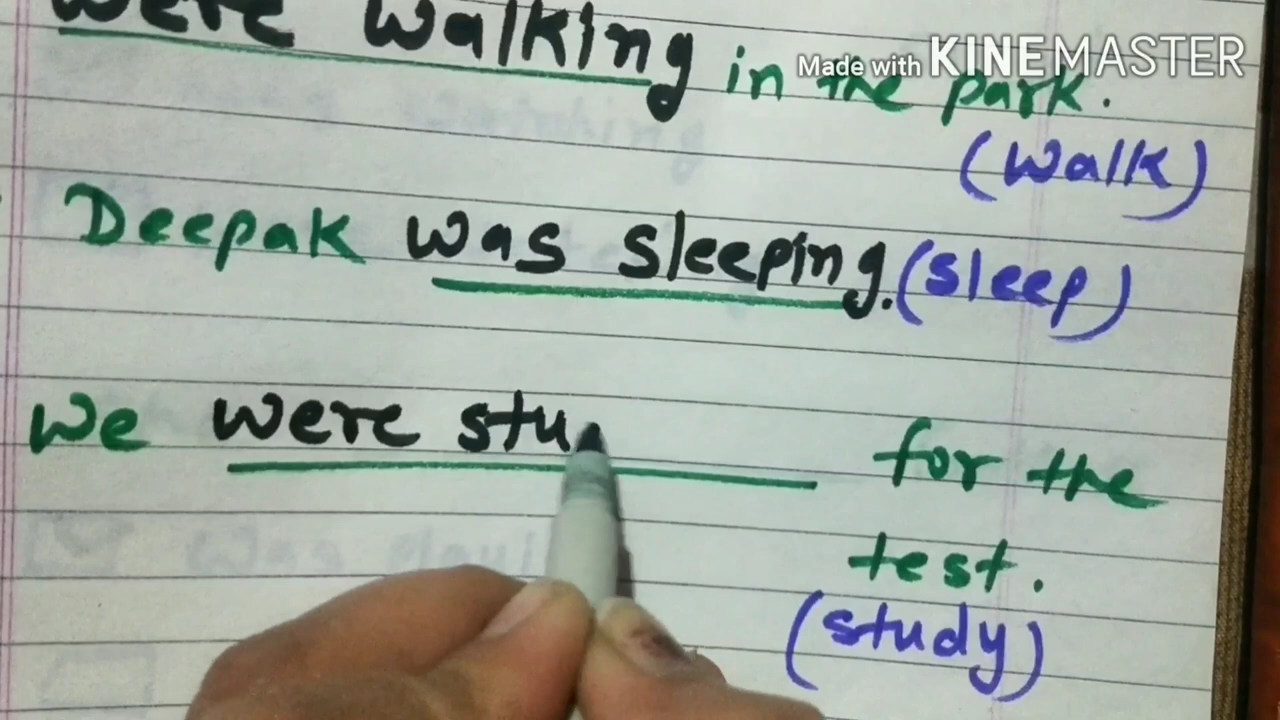 were walking in the park.
(walk)
Deepak was sleeping. (sleep)
We were stu for the
test.
(study)
Made with KINEMASTER